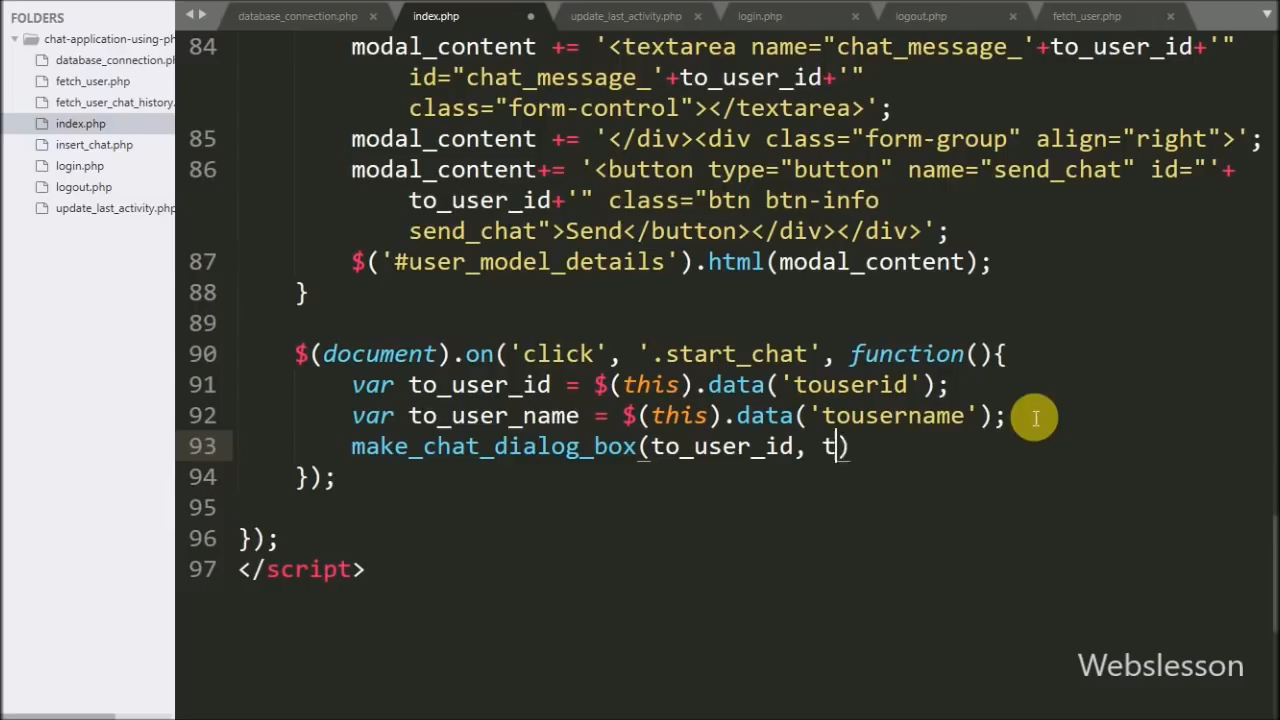 FOLDERS
chat-application-using-ph
database_connection.ph
fetch_user.php
fetch_user_chat_history.
index.php
insert_chat.php
login.php
logout.php
update_last_activity.php
database_connection.php × index.php update_last_activity.php × login.php × logout.php × fetch_user.php ×
84 modal_content += '<textarea name="chat_message_'+to_user_id+'"
id="chat_message_'+to_user_id+'"
class="form-control"></textarea>';
85 modal_content += '</div><div class="form-group" align="right">';
86 modal_content+= '<button type="button" name="send_chat" id="'+
to_user_id+'" class="btn btn-info
send_chat">Send</button></div></div>';
87 $('#user_model_details').html(modal_content);
88 }
89
90 $(document).on('click', '.start_chat', function(){
91 var to_user_id = $(this).data('touserid');
92 var to_user_name = $(this).data('tousername');
93 make_chat_dialog_box(to_user_id, t)
94 });
95
96 });
97 </script>
Webslesson